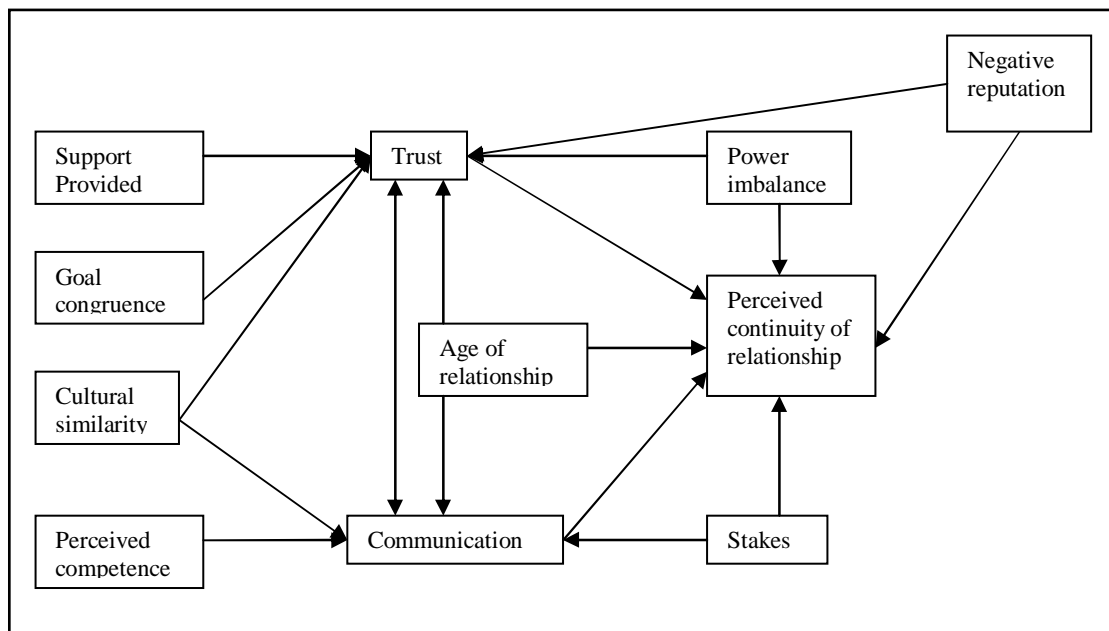 Negative
reputation
Support
Provided
Trust
Power
imbalance
Goal
congruence
Perceived
continuity of
relationship
Age of
relationship
Cultural
similarity
Perceived
competence
Communication
Stakes